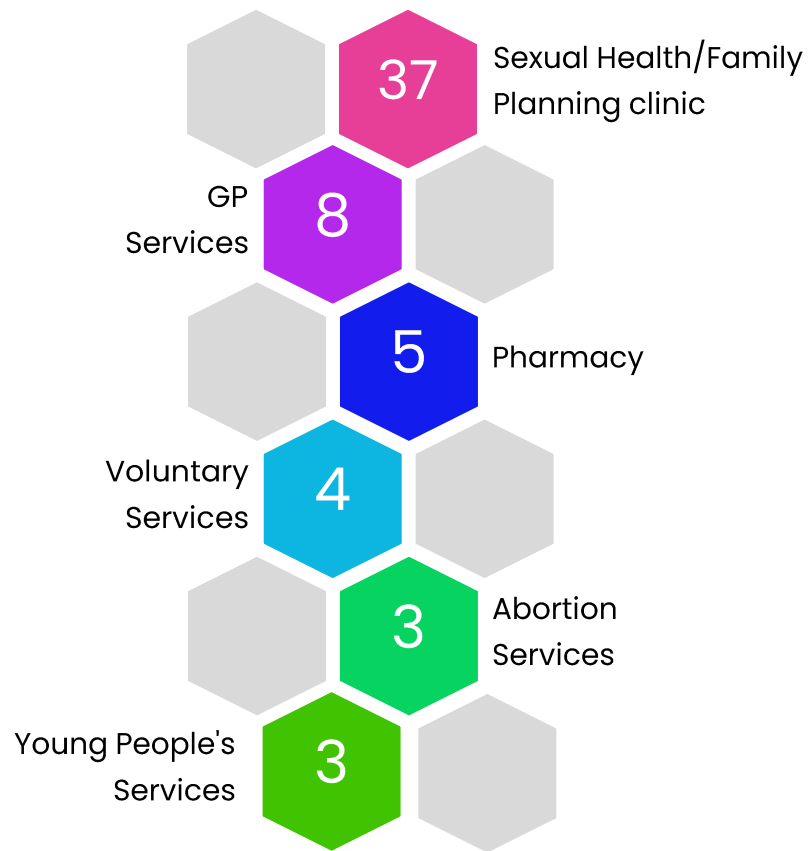 37
Sexual Health/Family
Planning clinic
GP
Services
8
5
Pharmacy
Voluntary
Services
4
3
Abortion
Services
Young People's
Services
3